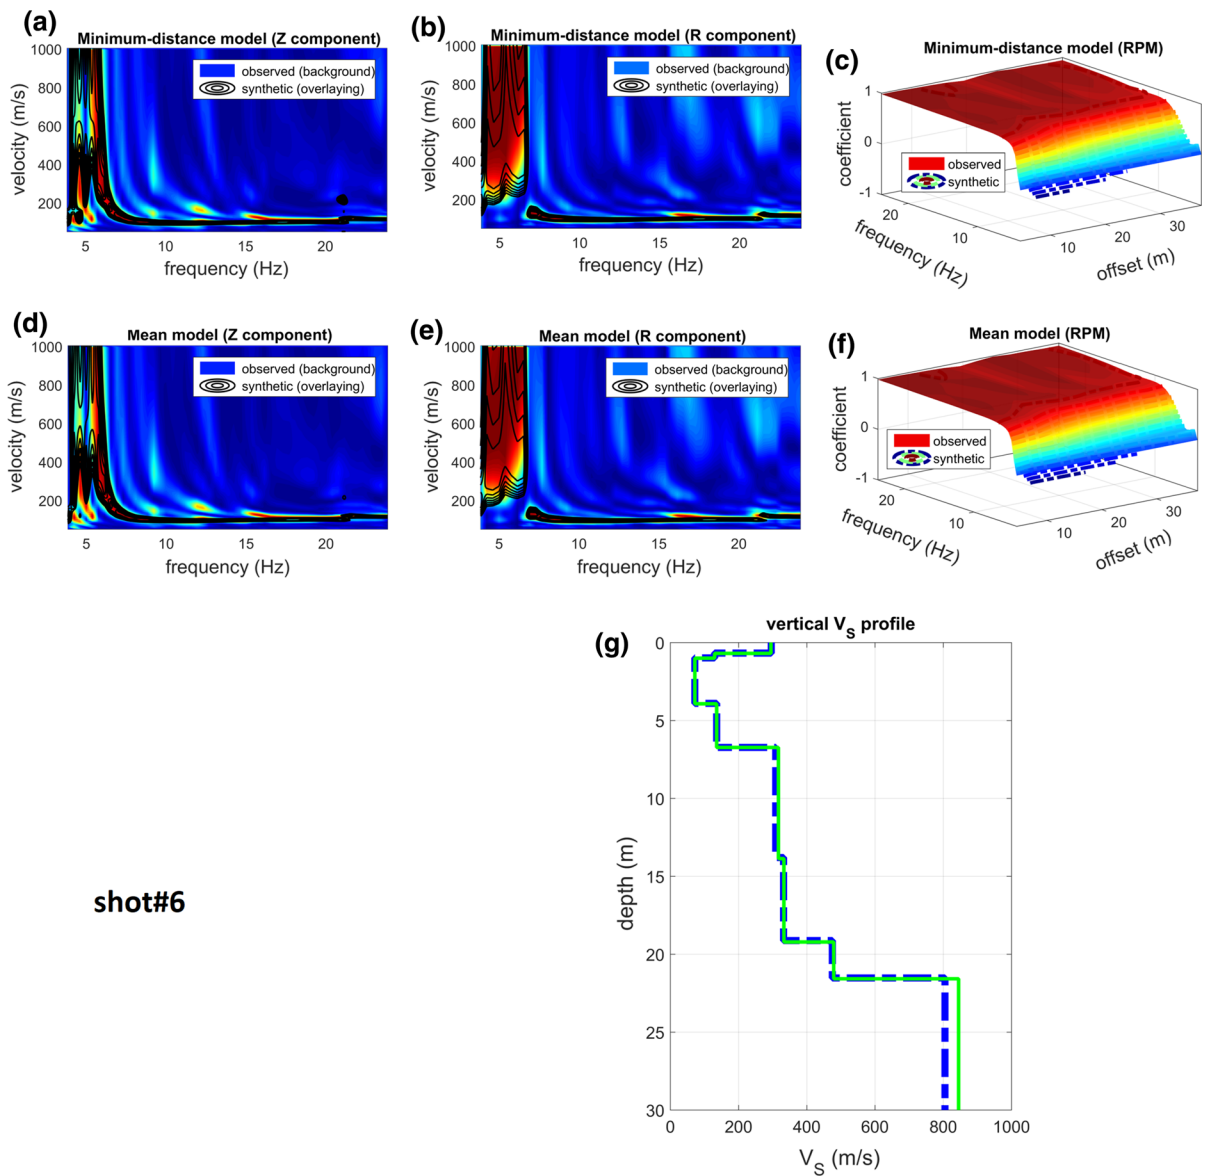 (a)
Minimum-distance model (Z component)
1000
800
600
400
200
velocity (m/s)
observed (background)
synthetic (overlaying)
5 10 15 20
frequency (Hz)
(b)
Minimum-distance model (R component)
1000
800
600
400
200
velocity (m/s)
observed (background)
synthetic (overlaying)
5 10 15 20
frequency (Hz)
(c)
Minimum-distance model (RPM)
1
0
-1
coefficient
observed
synthetic
20 10
frequency (Hz)
10 20 30
offset (m)
(d)
Mean model (Z component)
1000
800
600
400
200
velocity (m/s)
observed (background)
synthetic (overlaying)
5 10 15 20
frequency (Hz)
(e)
Mean model (R component)
1000
800
600
400
200
velocity (m/s)
observed (background)
synthetic (overlaying)
5 10 15 20
frequency (Hz)
(f)
Mean model (RPM)
1
0
-1
coefficient
observed
synthetic
20 10
frequency (Hz)
10 20 30
offset (m)
shot#6
(g)
vertical VS profile
0
5
10
15
20
25
30
depth (m)
0 200 400 600 800 1000
VS (m/s)